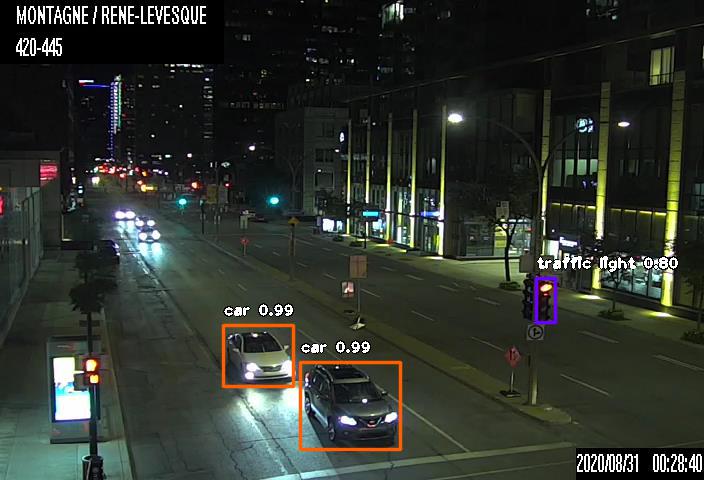 MONTAGNE / RENE-LEVESQUE
420-445
traffic light 0.80
car 0.99
car 0.99
2020/08/31 00:28:40